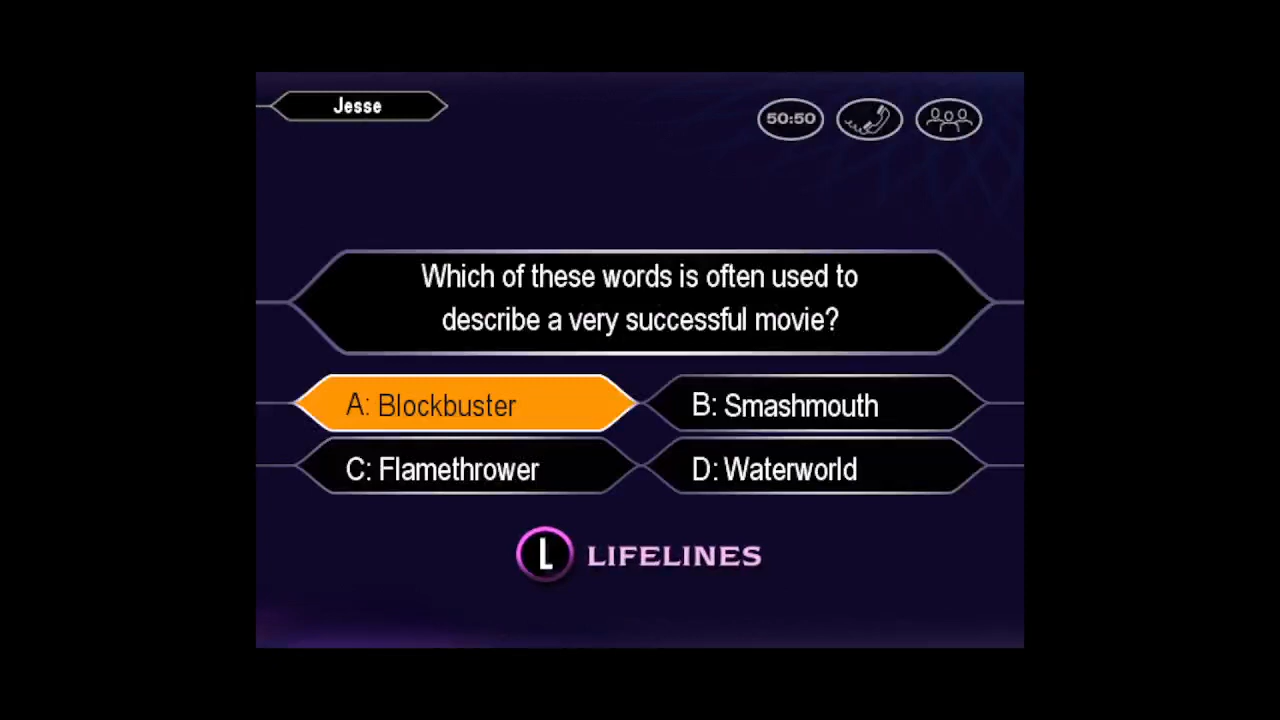 Jesse
50:50
Which of these words is often used to
describe a very successful movie?
A: Blockbuster
B: Smashmouth
C: Flamethrower
D: Waterworld
L LIFELINES